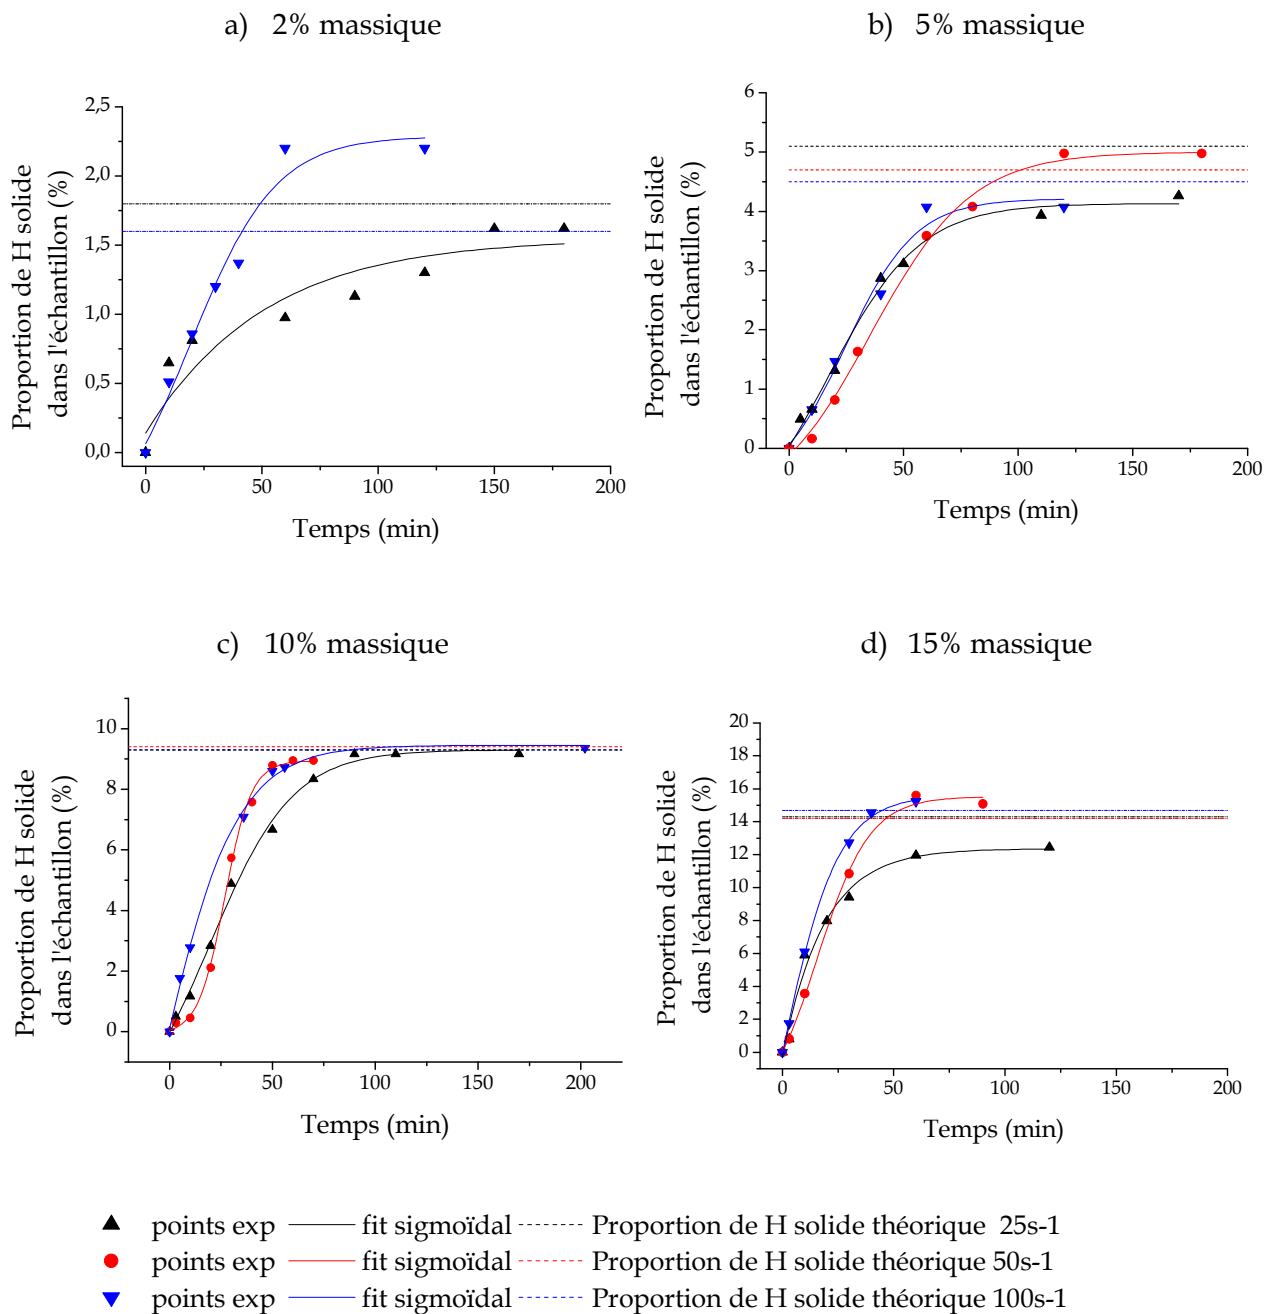 a) 2% massique
b) 5% massique
2,5
2,0
1,5
1,0
0,5
0,0
0
50
100
150
200
Proportion de H solide
dans l'échantillon (%)
Temps (min)
6
5
4
3
2
1
0
0
50
100
150
200
Proportion de H solide
dans l'échantillon (%)
Temps (min)
c) 10% massique
d) 15% massique
10
8
6
4
2
0
0
50
100
150
200
Proportion de H solide
dans l'échantillon (%)
Temps (min)
20
18
16
14
12
10
8
6
4
2
0
0
50
100
150
200
Proportion de H solide
dans l'échantillon (%)
Temps (min)
points exp fit sigmoïdal Proportion de H solide théorique 25s-1
points exp fit sigmoïdal Proportion de H solide théorique 50s-1
points exp fit sigmoïdal Proportion de H solide théorique 100s-1